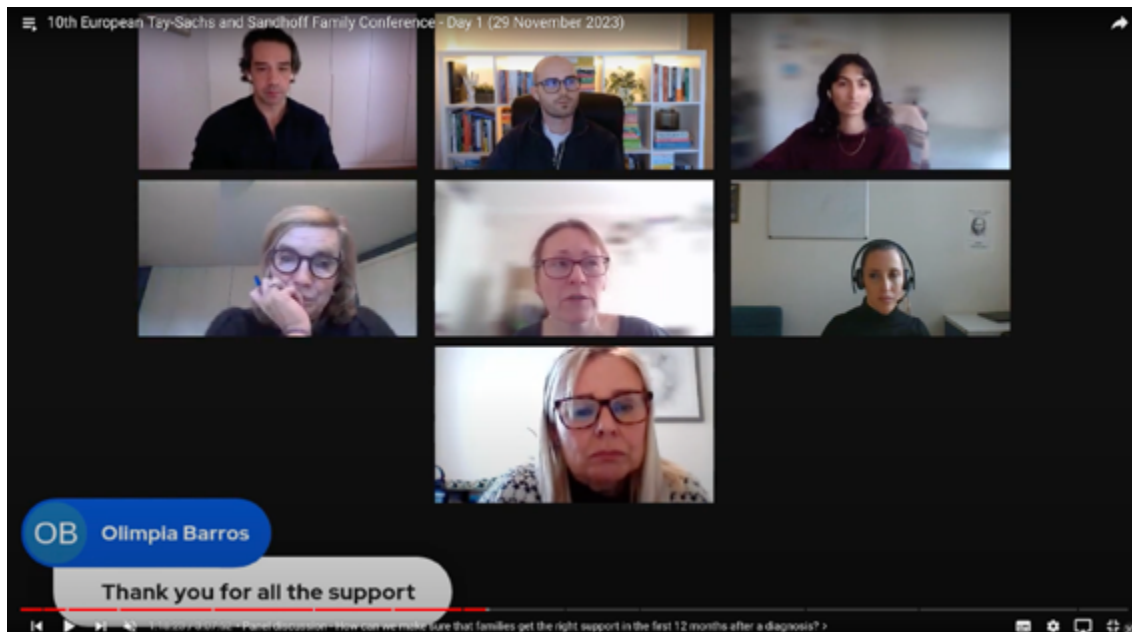 10th European Tay-Sachs and Sandhoff Family Conference - Day 1 (29 November 2023)
OB
Olimpia Barros
Thank you for all the support
Panel discussion - How can we make sure that families get the right support in the first 12 months after a diagnosis? >